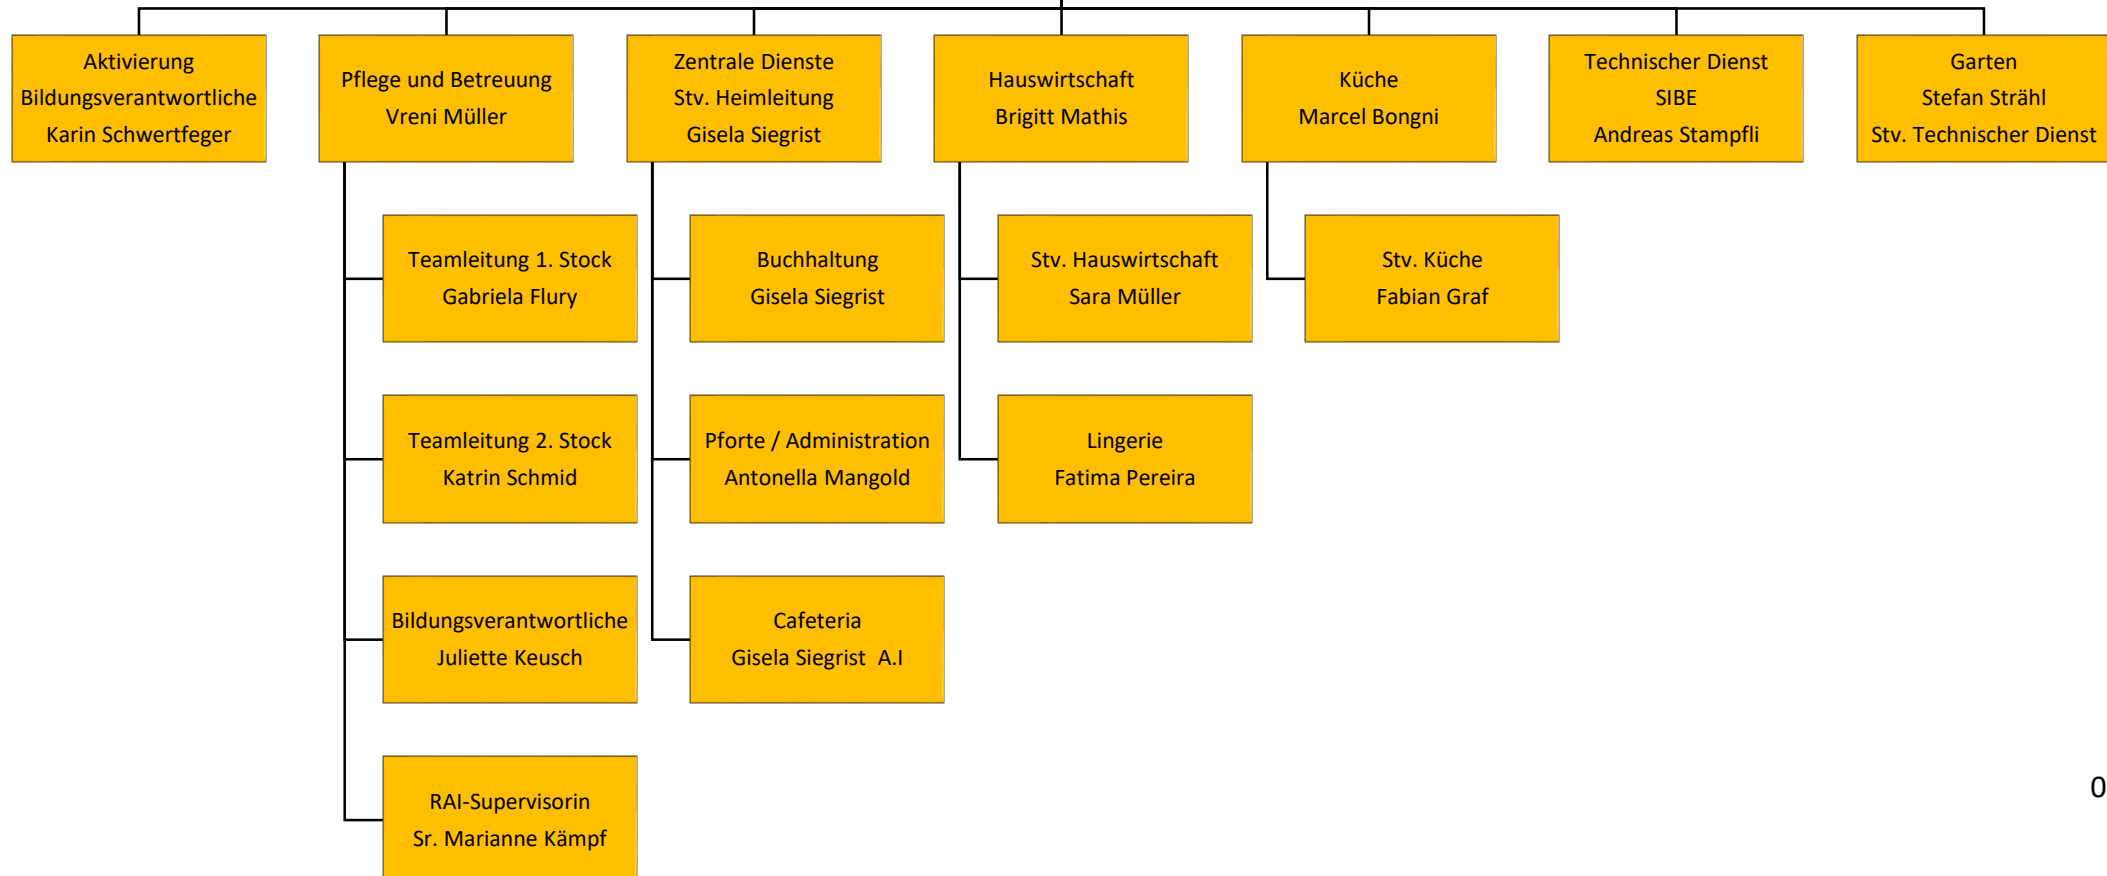 Aktivierung
Bildungsverantwortliche
Karin Schwertfeger
Pflege und Betreuung
Vreni Müller
Zentrale Dienste
Stv. Heimleitung
Gisela Siegrist
Hauswirtschaft
Brigitt Mathis
Küche
Marcel Bongni
Technischer Dienst
SIBE
Andreas Stampfli
Garten
Stefan Strähl
Stv. Technischer Dienst
Teamleitung 1. Stock
Gabriela Flury
Buchhaltung
Gisela Siegrist
Stv. Hauswirtschaft
Sara Müller
Stv. Küche
Fabian Graf
Teamleitung 2. Stock
Katrin Schmid
Pforte / Administration
Antonella Mangold
Lingerie
Fatima Pereira
Bildungsverantwortliche
Juliette Keusch
Cafeteria
Gisela Siegrist  A.I
RAI-Supervisorin
Sr. Marianne Kämpf
0